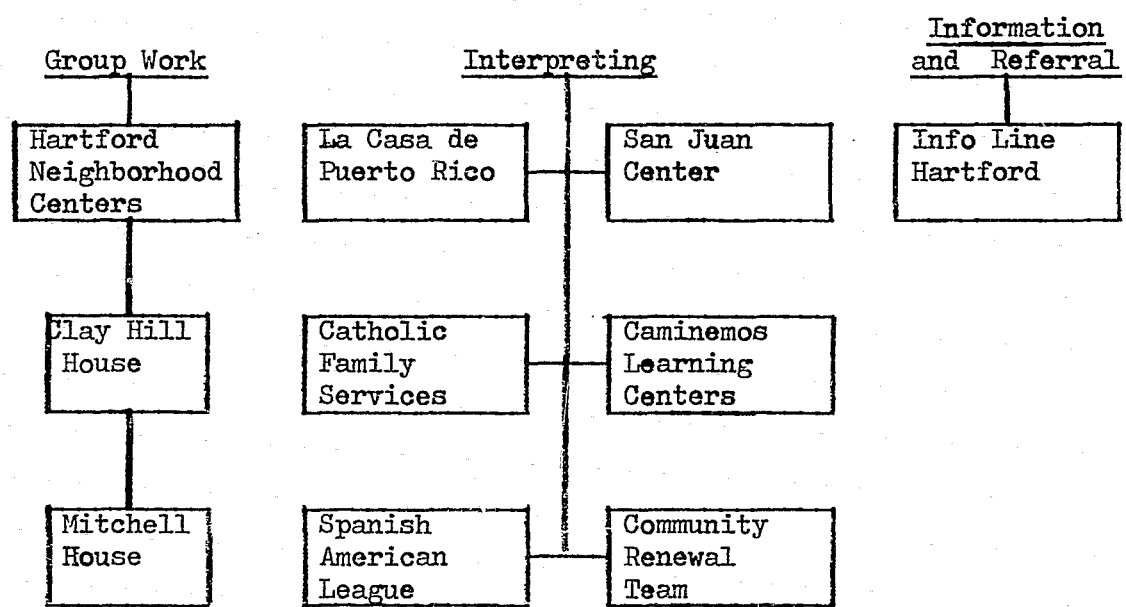 Group Work
Hartford
Neighborhood
Centers
Clay Hill
House
Mitchell
House
Interpreting
La Casa de
Puerto Rico
San Juan
Center
Catholic
Family
Services
Caminemos
Learning
Centers
Spanish
American
League
Community
Renewal
Team
Information
and Referral
Info Line
Hartford